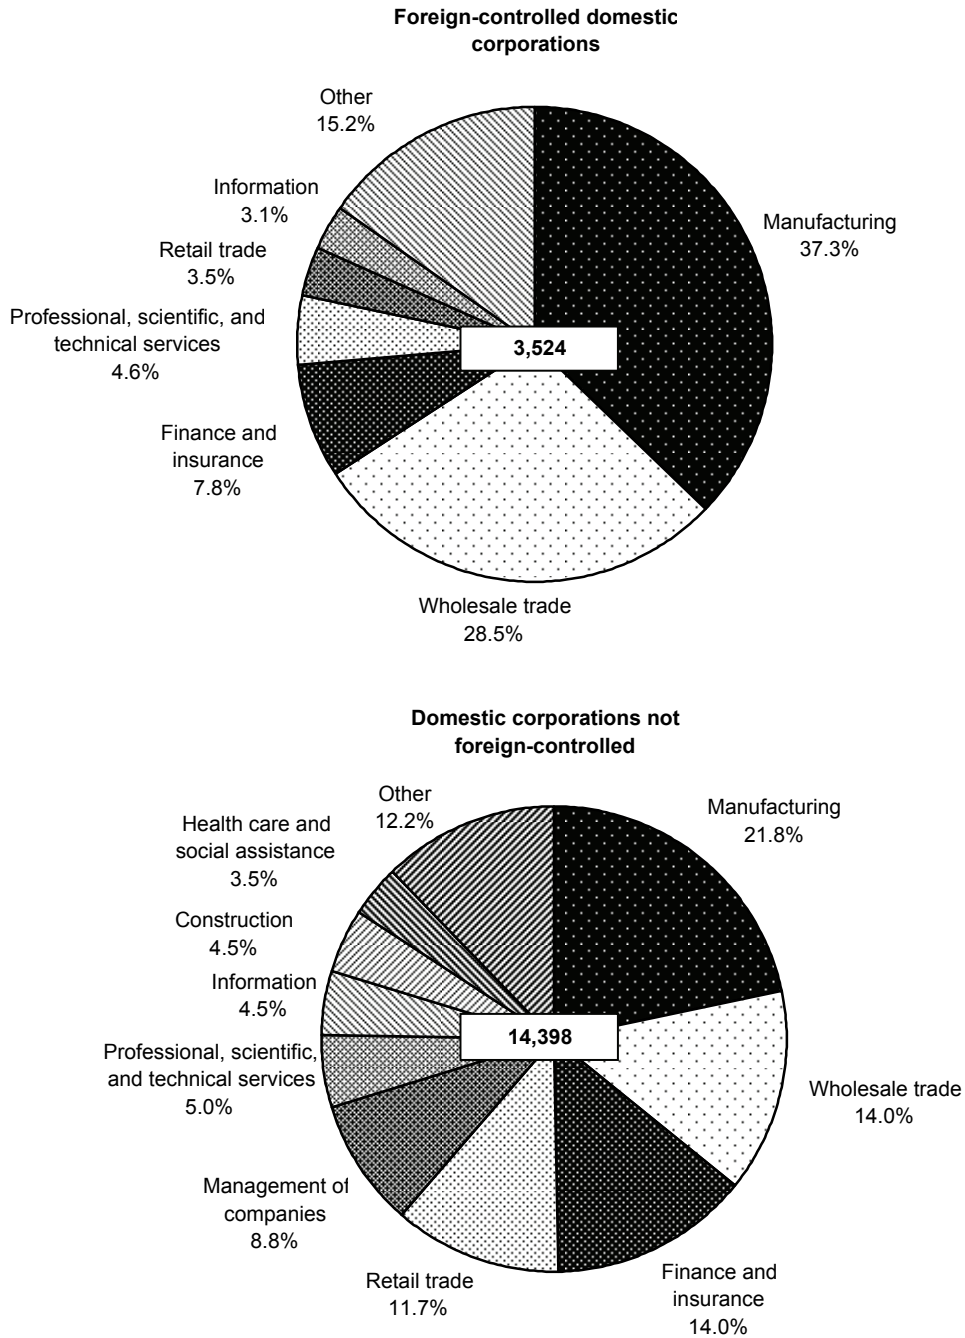 Foreign-controlled domestic
corporations
Other
15.2%
Information
3.1%
Manufacturing
37.3%
Retail trade
3.5%
Professional, scientific, and
technical services
4.6%
3,524
Finance and
insurance
7.8%
Wholesale trade
28.5%
Domestic corporations not
foreign-controlled
Other
12.2%
Manufacturing
21.8%
Health care and
social assistance
3.5%
Construction
4.5%
Information
4.5%
14,398
Professional, scientific,
and technical services
5.0%
Wholesale trade
14.0%
Management of
companies
8.8%
Retail trade
11.7%
Finance and
insurance
14.0%